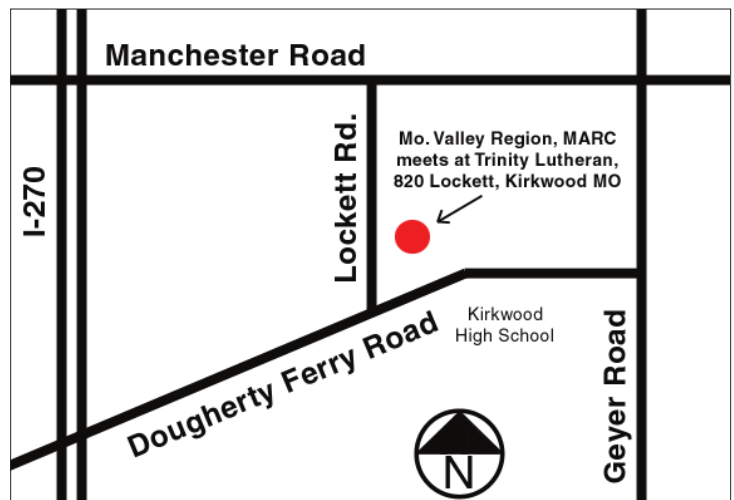 Manchester Road
I-270
Lockett Rd.
Mo. Valley Region, MARC
meets at Trinity Lutheran,
820 Lockett, Kirkwood MO
Kirkwood
High School
Dougherty Ferry Road
Geyer Road
N